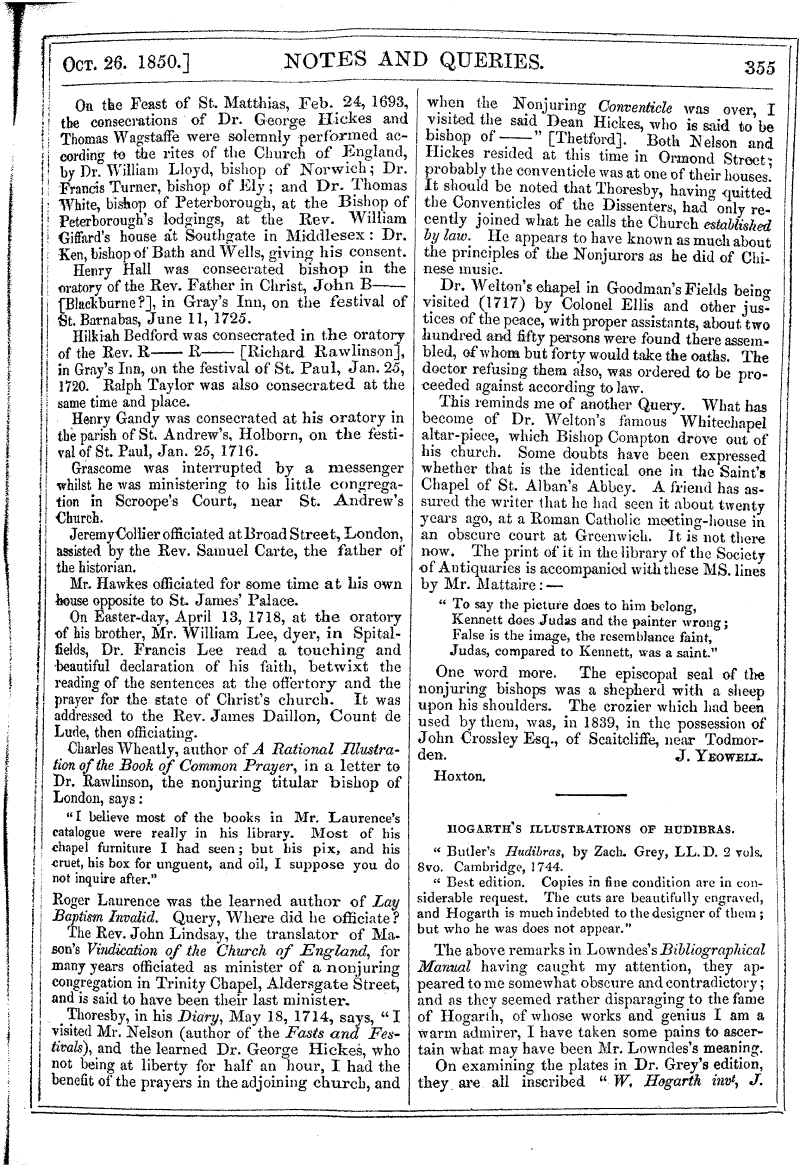 OCT. 26. 1850.] NOTES AND QUERIES. 355
On the Feast of St. Matthias, Feb. 24, 1693,
the consecrations of Dr. George Hickes and
Thomas Wagstaffe were solemnly performed ac-
cording to the rites of the Church of England,
by Dr. William Lloyd, bishop of Norwich; Dr.
Francis Turner, bishop of Ely; and Dr. Thomas
White, bishop of Peterborough, at the Bishop of
Peterborough's lodgings, at the Rev. William
Giffard's house at Southgate in Middlesex: Dr.
Ken, bishop of Bath and Wells, giving his consent.
Henry Hall was consecrated bishop in the
oratory of the Rev. Father in Christ, John B——
[Blackburne?], in Gray's Inn, on the festival of
St. Barnabas, June 11, 1725.
Hilkiah Bedford was consecrated in the oratory
of the Rev. R—— R—— [Richard Rawlinson],
in Gray's Inn, on the festival of St. Paul, Jan. 25,
1720. Ralph Taylor was also consecrated at the
same time and place.
Henry Gandy was consecrated at his oratory in
the parish of St. Andrew's, Holborn, on the festi-
val of St. Paul, Jan. 25, 1716.
Grascome was interrupted by a messenger
whilst he was ministering to his little congrega-
tion in Scroope's Court, near St. Andrew's
Church.
Jeremy Collier officiated at Broad Street, London,
assisted by the Rev. Samuel Carte, the father of
the historian.
Mr. Hawkes officiated for some time at his own
house opposite to St. James' Palace.
On Easter-day, April 13, 1718, at the oratory
of his brother, Mr. William Lee, dyer, in Spital-
fields, Dr. Francis Lee read a touching and
beautiful declaration of his faith, betwixt the
reading of the sentences at the offertory and the
prayer for the state of Christ's church. It was
addressed to the Rev. James Daillon, Count de
Lude, then officiating.
Charles Wheatly, author of A Rational Illustra-
tion of the Book of Common Prayer, in a letter to
Dr. Rawlinson, the nonjuring titular bishop of
London, says:
"I believe most of the books in Mr. Laurence's
catalogue were really in his library. Most of his
chapel furniture I had seen; but his pix, and his
cruet, his box for unguent, and oil, I suppose you do
not inquire after."
Roger Laurence was the learned author of Lay
Baptism Invalid. Query, Where did he officiate?
The Rev. John Lindsay, the translator of Ma-
son's Vindication of the Church of England, for
many years officiated as minister of a nonjuring
congregation in Trinity Chapel, Aldersgate Street,
and is said to have been their last minister.
Thoresby, in his Diary, May 18, 1714, says, "I
visited Mr. Nelson (author of the Fasts and Fes-
tivals), and the learned Dr. George Hickes, who
not being at liberty for half an hour, I had the
benefit of the prayers in the adjoining church, and
when the Nonjuring Conventicle was over, I
visited the said Dean Hickes, who is said to be
bishop of ——" [Thetford]. Both Nelson and
Hickes resided at this time in Ormond Street;
probably the conventicle was at one of their houses.
It should be noted that Thoresby, having quitted
the Conventicles of the Dissenters, had only re-
cently joined what he calls the Church established
by law. He appears to have known as much about
the principles of the Nonjurors as he did of Chi-
nese music.
Dr. Welton's chapel in Goodman's Fields being
visited (1717) by Colonel Ellis and other jus-
tices of the peace, with proper assistants, about two
hundred and fifty persons were found there assem-
bled, of whom but forty would take the oaths. The
doctor refusing them also, was ordered to be pro-
ceeded against according to law.
This reminds me of another Query. What has
become of Dr. Welton's famous Whitechapel
altar-piece, which Bishop Compton drove out of
his church. Some doubts have been expressed
whether that is the identical one in the Saint's
Chapel of St. Alban's Abbey. A friend has as-
sured the writer that he had seen it about twenty
years ago, at a Roman Catholic meeting-house in
an obscure court at Greenwich. It is not there
now. The print of it in the library of the Society
of Antiquaries is accompanied with these MS. lines
by Mr. Mattaire:—
"To say the picture does to him belong,
Kennett does Judas and the painter wrong;
False is the image, the resemblance faint,
Judas, compared to Kennett, was a saint."
One word more. The episcopal seal of the
nonjuring bishops was a shepherd with a sheep
upon his shoulders. The crozier which had been
used by them, was, in 1839, in the possession of
John Crossley Esq., of Scaitcliffe, near Todmor-
den. J. YEOWELL.
Hoxton.
HOGARTH'S ILLUSTRATIONS OF HUDIBRAS.
"Butler's Hudibras, by Zach. Grey, LL.D. 2 vols.
8vo. Cambridge, 1744.
"Best edition. Copies in fine condition are in con-
siderable request. The cuts are beautifully engraved,
and Hogarth is much indebted to the designer of them;
but who he was does not appear."
The above remarks in Lowndes's Bibliographical
Manual having caught my attention, they ap-
peared to me somewhat obscure and contradictory;
and as they seemed rather disparaging to the fame
of Hogarth, of whose works and genius I am a
warm admirer, I have taken some pains to ascer-
tain what may have been Mr. Lowndes's meaning.
On examining the plates in Dr. Grey's edition,
they are all inscribed "W. Hogarth invt, J.